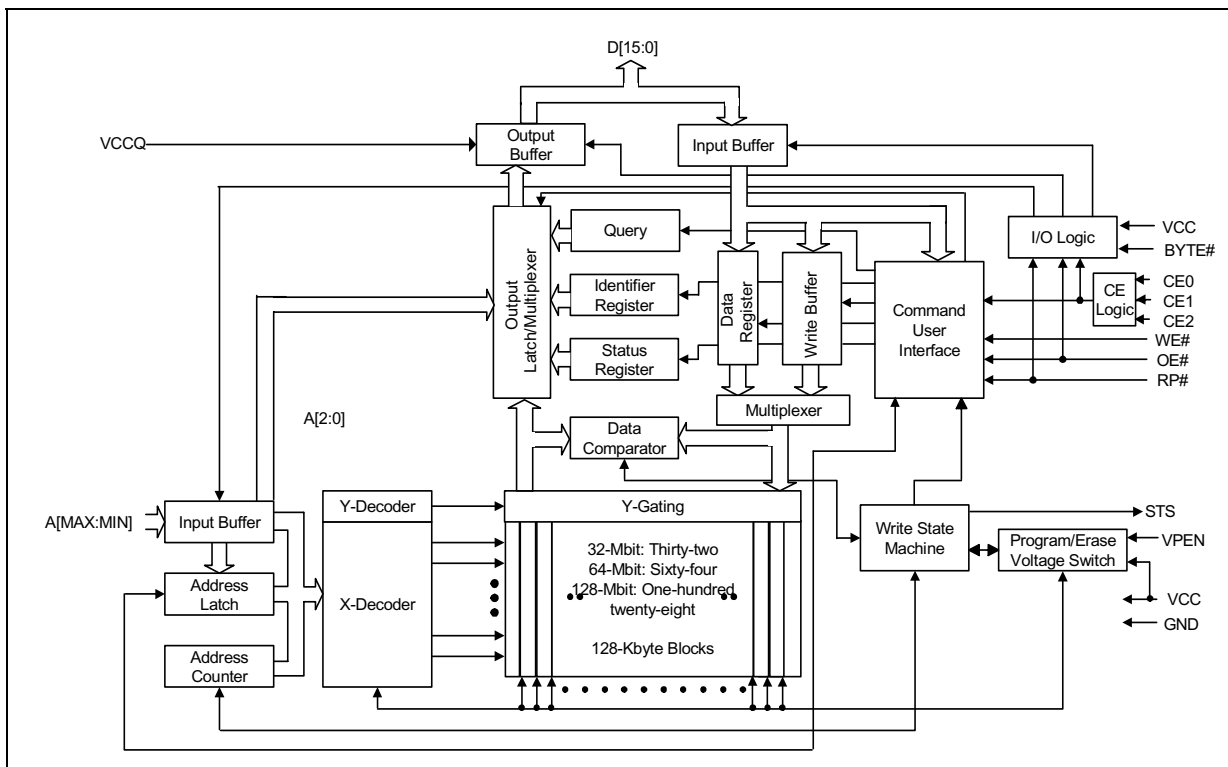 D[15:0]
VCCQ
Output
Buffer
Input Buffer
Output
Latch/Multiplexer
Query
Identifier
Register
Status
Register
Data
Register
Write Buffer
Command
User
Interface
I/O Logic
VCC
BYTE#
CE
Logic
CE0
CE1
CE2
WE#
OE#
RP#
Multiplexer
Data
Comparator
A[2:0]
A[MAX:MIN]
Input Buffer
Address
Latch
Address
Counter
Y-Decoder
X-Decoder
Y-Gating
32-Mbit: Thirty-two
64-Mbit: Sixty-four
128-Mbit: One-hundred
twenty-eight
128-Kbyte Blocks
Write State
Machine
Program/Erase
Voltage Switch
STS
VPEN
VCC
GND